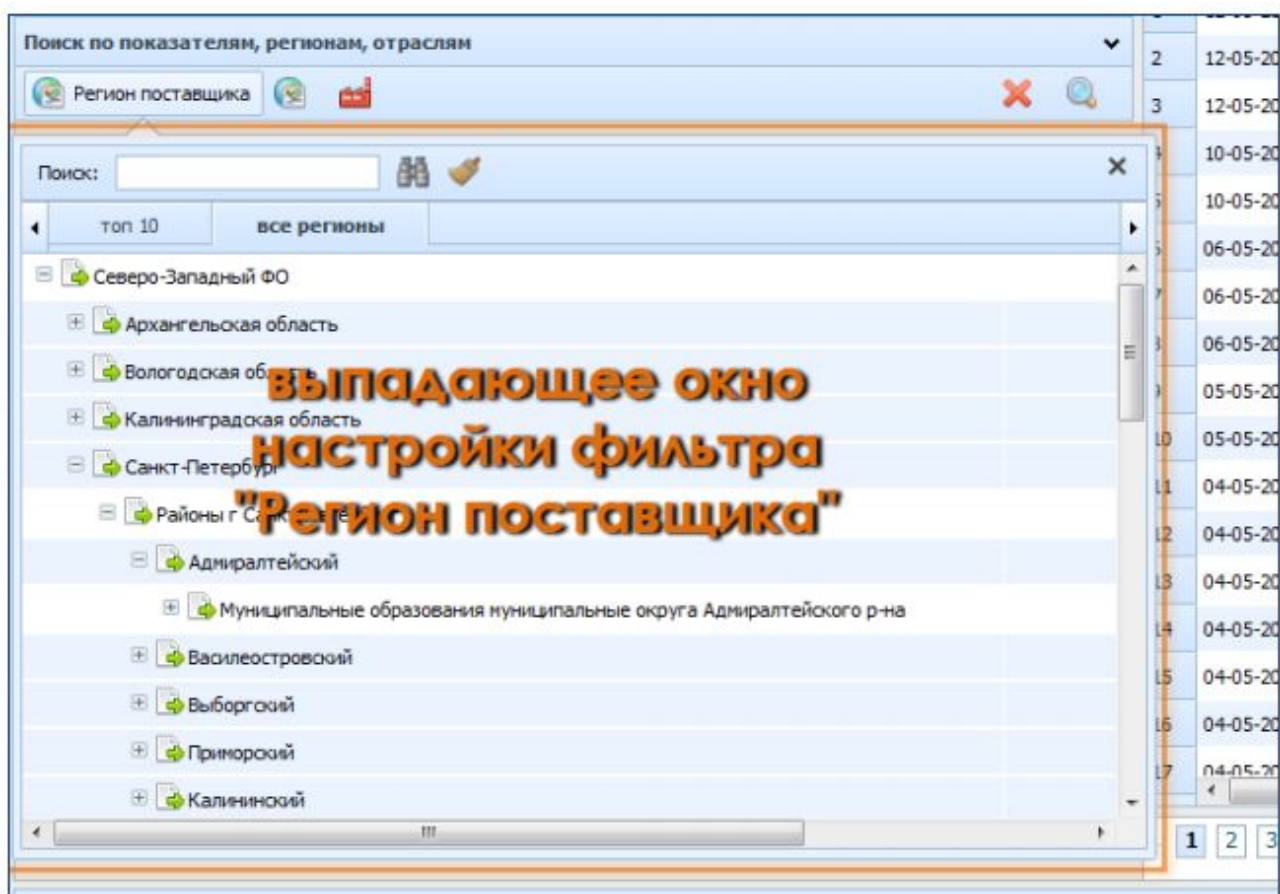 Поиск по показателям, регионам, отраслям
Регион поставщика
Поиск:
топ 10
все регионы
Северо-Западный ФО
Архангельская область
Вологодская
Калининградская область
Санкт-Петербург
Районы г
Адмиралтейский
Муниципальные образования муниципальные округа Адмиралтейского р-на
Василеостровский
Выборгский
Приморский
Калининский
выпадающее окно
настройки фильтра
"Регион поставщика"
2 12-05-20
3 12-05-20
10-05-20
10-05-20
06-05-20
06-05-20
06-05-20
05-05-20
10 05-05-20
11 04-05-20
12 04-05-20
13 04-05-20
14 04-05-20
15 04-05-20
16 04-05-20
17 04-05-20
1 2 3